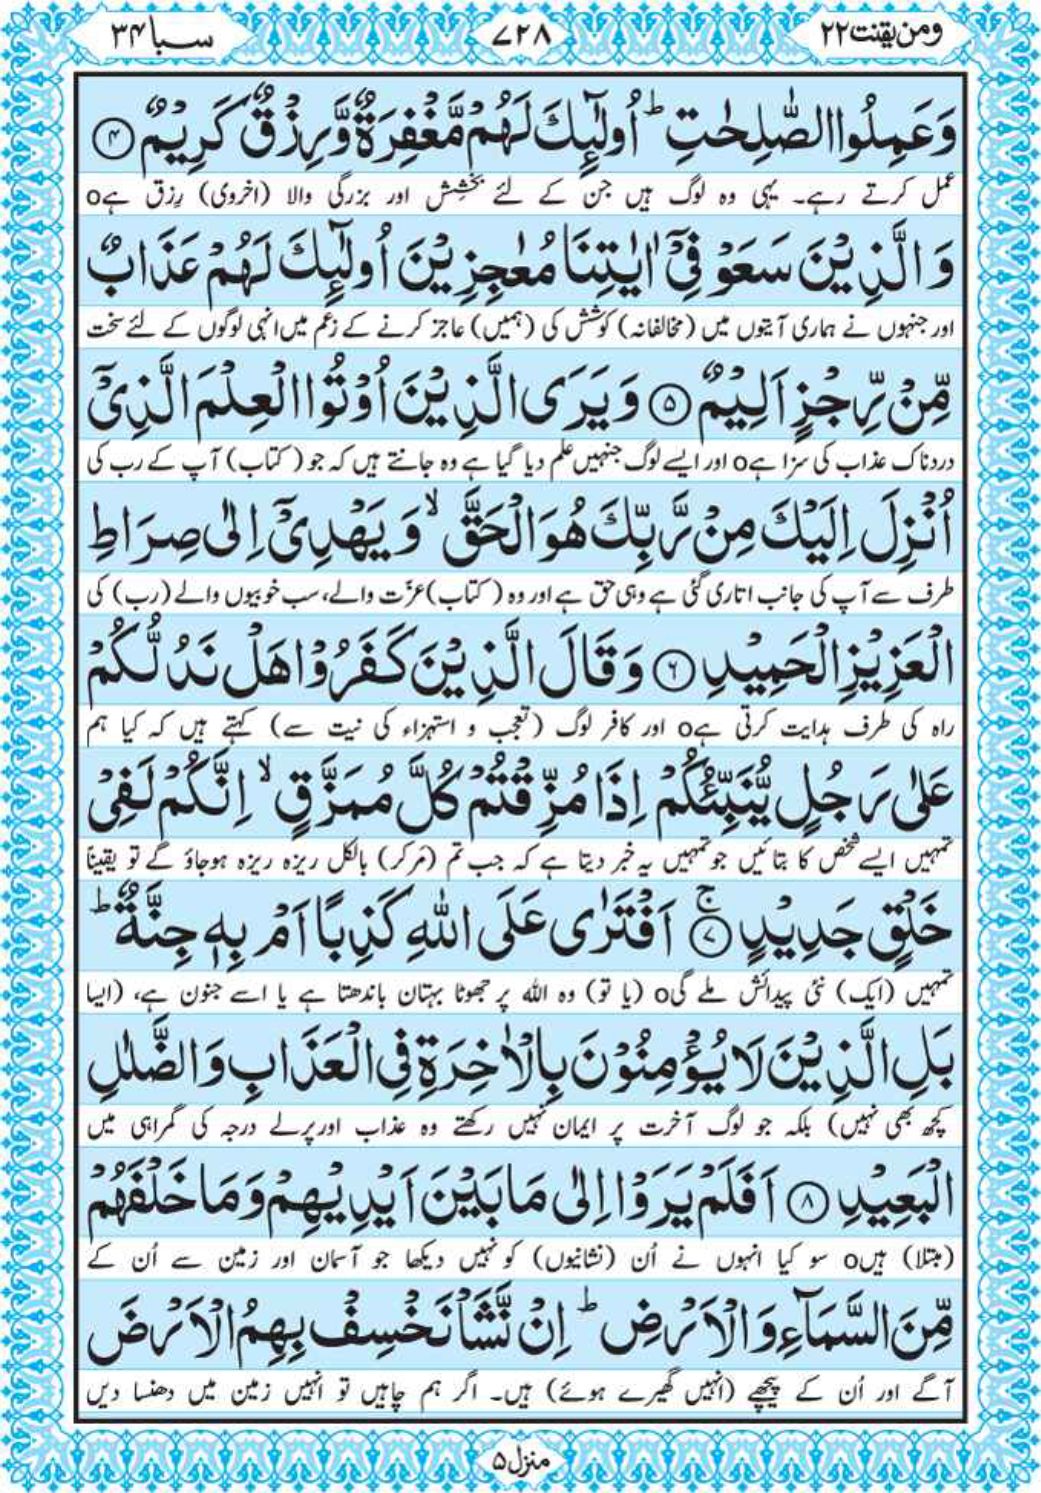 ومن یقنت ۲۲
۷۲۸
سبا ۳۴
وَعَمِلُوا الصّٰلِحٰتِ ؕ اُولٰٓئِكَ لَهُمْ مَّغْفِرَةٌ وَّرِزْقٌ كَرِیْمٌ ﴿۴﴾
عمل کرتے رہے۔ یہی وہ لوگ ہیں جن کے لئے بخشِش اور بزرگی والا (اخروی) رِزق ہےo
وَالَّذِیْنَ سَعَوْ فِیْۤ اٰیٰتِنَا مُعٰجِزِیْنَ اُولٰٓئِكَ لَهُمْ عَذَابٌ
اور جنہوں نے ہماری آیتوں میں (مخالفانہ) کوشش کی (ہمیں) عاجز کرنے کے زعم میں انہی لوگوں کے لئے سخت
مِّنْ رِّجْزٍ اَلِیْمٌ ﴿۵﴾ وَیَرَی الَّذِیْنَ اُوْتُوا الْعِلْمَ الَّذِیْۤ
دردناک عذاب کی سزا ہےo اور ایسے لوگ جنہیں علم دیا گیا ہے وہ جانتے ہیں کہ جو (کتاب) آپ کے رب کی
اُنْزِلَ اِلَیْكَ مِنْ رَّبِّكَ هُوَ الْحَقَّ ۙ وَیَهْدِیْۤ اِلٰی صِرَاطِ
طرف سے آپ کی جانب اتاری گئی ہے وہی حق ہے اور وہ (کتاب) عزّت والے، سب خوبیوں والے (رب) کی
الْعَزِیْزِ الْحَمِیْدِ ﴿۶﴾ وَقَالَ الَّذِیْنَ كَفَرُوْا هَلْ نَدُلُّكُمْ
راہ کی طرف ہدایت کرتی ہےo اور کافر لوگ (تعجب و استہزاء کی نیت سے) کہتے ہیں کہ کیا ہم
عَلٰی رَجُلٍ یُّنَبِّئُكُمْ اِذَا مُزِّقْتُمْ كُلَّ مُمَزَّقٍ ۙ اِنَّكُمْ لَفِیْ
تمہیں ایسے شخص کا بتائیں جو تمہیں یہ خبر دیتا ہے کہ جب تم (مَر کر) بالکل ریزہ ریزہ ہوجاؤ گے تو یقیناً
خَلْقٍ جَدِیْدٍ ﴿۷﴾ۚ اَفْتَرٰی عَلَی اللّٰهِ كَذِبًا اَمْ بِهٖ جِنَّةٌ ؕ
تمہیں (ایک) نئی پیدائش ملے گیo (یا تو) وہ اللہ پر جھوٹا بہتان باندھتا ہے یا اسے جنون ہے، (ایسا
بَلِ الَّذِیْنَ لَا یُؤْمِنُوْنَ بِالْاٰخِرَةِ فِی الْعَذَابِ وَالضَّلٰلِ
کچھ بھی نہیں) بلکہ جو لوگ آخرت پر ایمان نہیں رکھتے وہ عذاب اور پرلے درجہ کی گمراہی میں
الْبَعِیْدِ ﴿۸﴾ اَفَلَمْ یَرَوْا اِلٰی مَا بَیْنَ اَیْدِیْهِمْ وَمَا خَلْفَهُمْ
(مبتلا) ہیںo سو کیا انہوں نے اُن (نشانیوں) کو نہیں دیکھا جو آسمان اور زمین سے اُن کے
مِّنَ السَّمَآءِ وَالْاَرْضِ ؕ اِنْ نَّشَاْ نَخْسِفْ بِهِمُ الْاَرْضَ
آگے اور اُن کے پیچھے (انہیں گھیرے ہوئے) ہیں۔ اگر ہم چاہیں تو انہیں زمین میں دھنسا دیں
منزل ۵